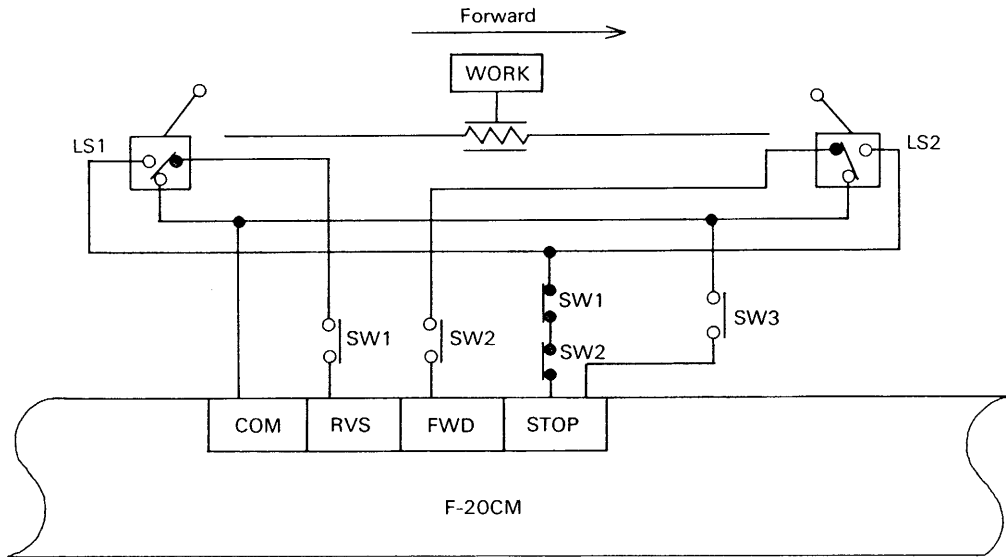 Forward
WORK
LS1
LS2
SW1
SW1
SW2
SW2
SW3
COM
RVS
FWD
STOP
F-20CM